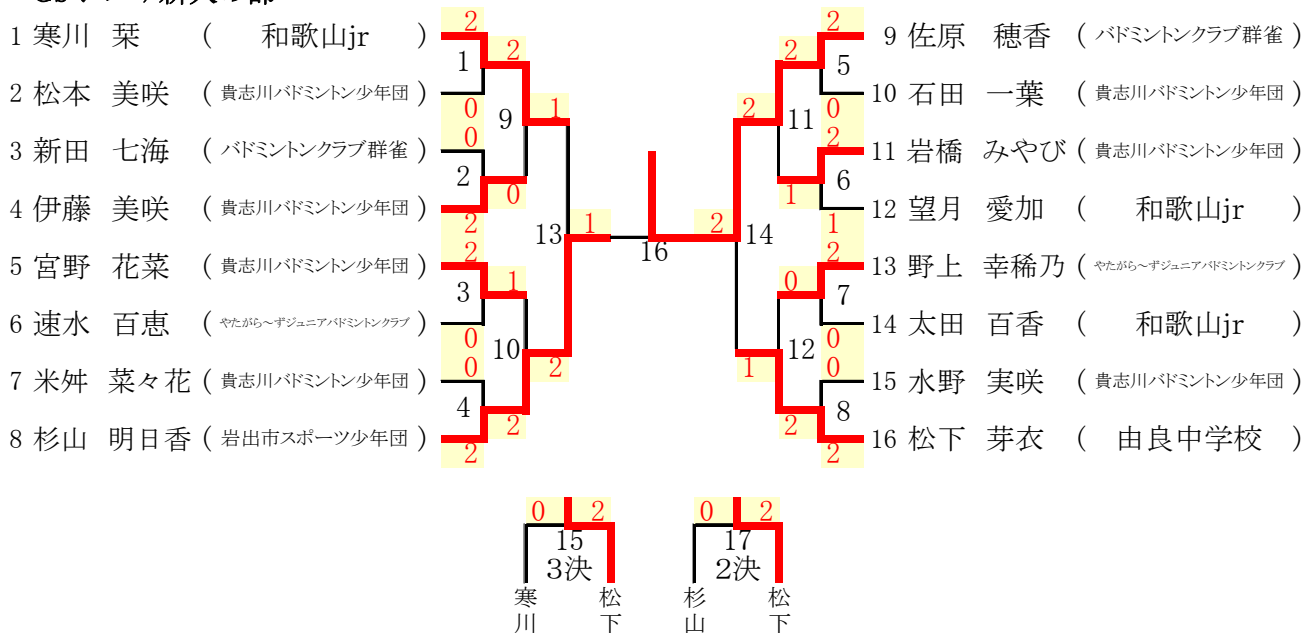 1 寒川 栞 ( 和歌山jr )
2 松本 美咲 ( 貴志川バドミントン少年団 )
3 新田 七海 ( バドミントンクラブ群雀 )
4 伊藤 美咲 ( 貴志川バドミントン少年団 )
5 宮野 花菜 ( 貴志川バドミントン少年団 )
6 速水 百恵 ( やたがら～ずジュニアバドミントンクラブ )
7 米舛 菜々花 ( 貴志川バドミントン少年団 )
8 杉山 明日香 ( 岩出市スポーツ少年団 )
2
1
0
2
9
0
2
2
0
1
2
3
0
1
10
0
4
2
2
2
13
1
16
2
14
2
1
2
11
1
0
12
2
2
5
0
2
6
1
2
7
0
0
8
2
9 佐原 穂香 ( バドミントンクラブ群雀 )
10 石田 一葉 ( 貴志川バドミントン少年団 )
11 岩橋 みやび ( 貴志川バドミントン少年団 )
12 望月 愛加 ( 和歌山jr )
13 野上 幸稀乃 ( やたがら～ずジュニアバドミントンクラブ )
14 太田 百香 ( 和歌山jr )
15 水野 実咲 ( 貴志川バドミントン少年団 )
16 松下 芽衣 ( 由良中学校 )
0 2
15
3決
寒川 松下
0 2
17
2決
杉山 松下